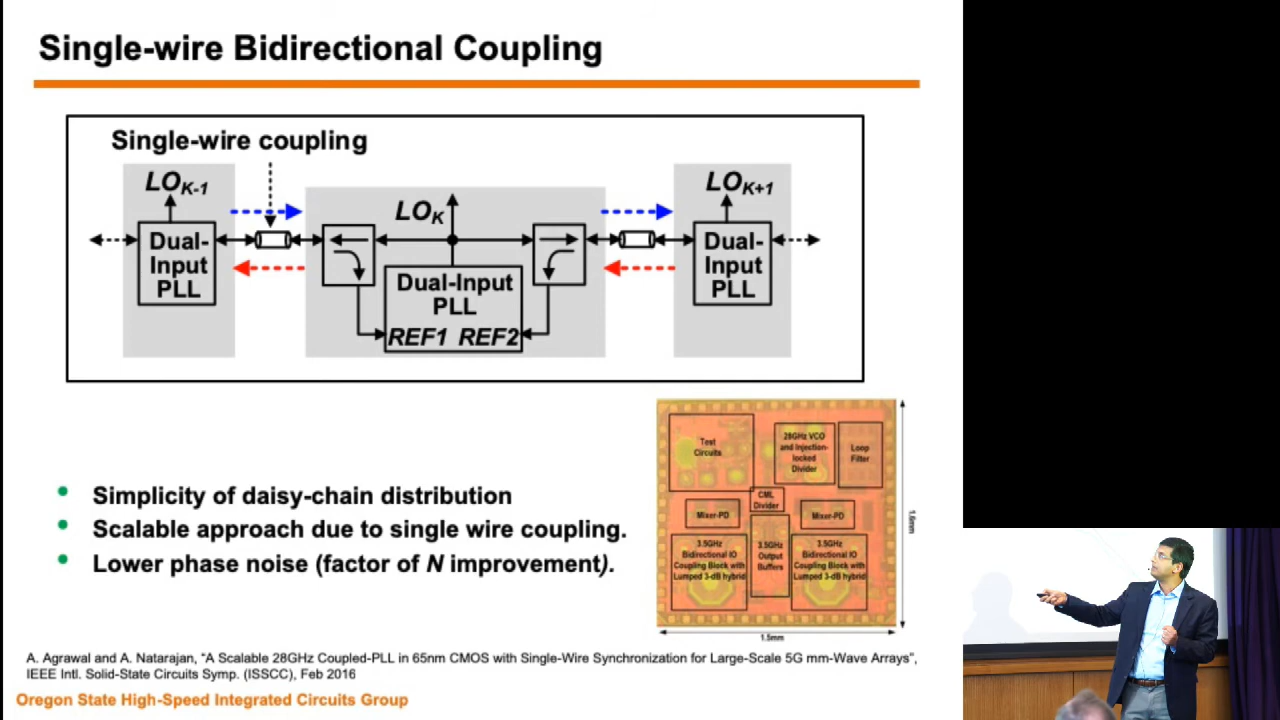 Single-wire Bidirectional Coupling
Single-wire coupling
LOK-1
LOK
LOK+1
Dual-
Input
PLL
Dual-Input
PLL
REF1 REF2
Dual-
Input
PLL
Test
Circuits
28GHz VCO
and Injection-
locked
Divider
Loop
Filter
CML
Divider
Mixer-PD
Mixer-PD
3.5GHz
Bidirectional IO
Coupling Block with
Lumped 3-dB hybrid
3.5GHz
Output
Buffers
3.5GHz
Bidirectional IO
Coupling Block with
Lumped 3-dB hybrid
1.6mm
1.5mm
• Simplicity of daisy-chain distribution
• Scalable approach due to single wire coupling.
• Lower phase noise (factor of N improvement).
A. Agrawal and A. Natarajan, “A Scalable 28GHz Coupled-PLL in 65nm CMOS with Single-Wire Synchronization for Large-Scale 5G mm-Wave Arrays”,
IEEE Intl. Solid-State Circuits Symp. (ISSCC), Feb 2016
Oregon State High-Speed Integrated Circuits Group